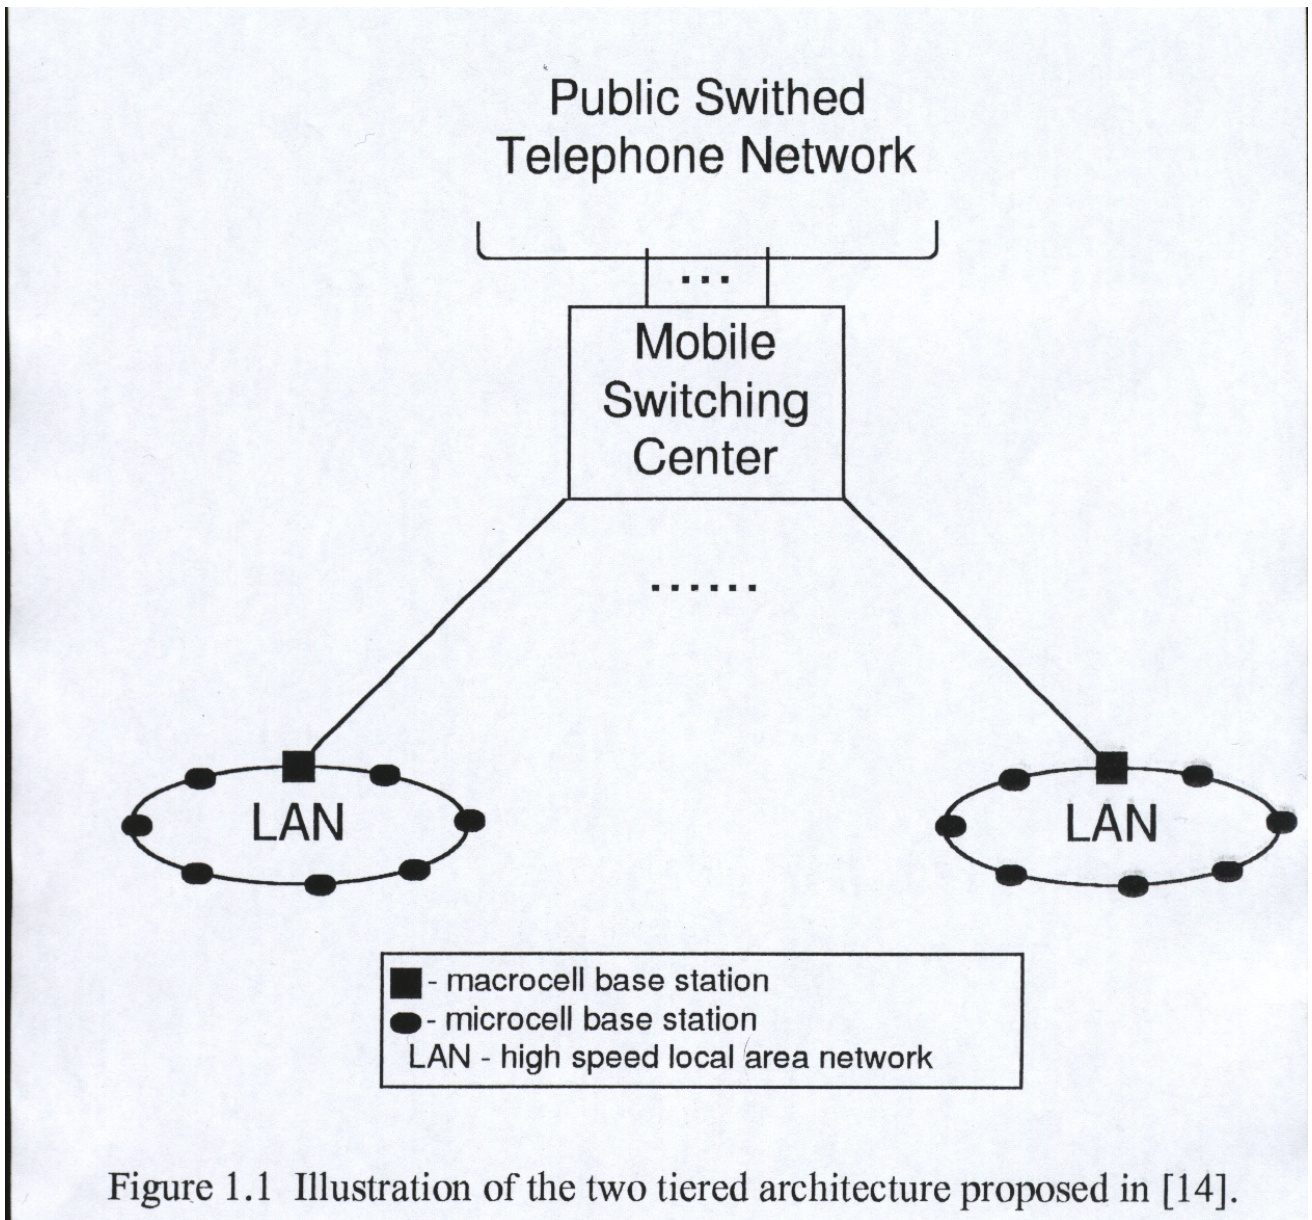 Public Swithed
Telephone Network
...
Mobile
Switching
Center
......
LAN
LAN
- macrocell base station
- microcell base station
LAN - high speed local area network
Figure 1.1 Illustration of the two tiered architecture proposed in [14].